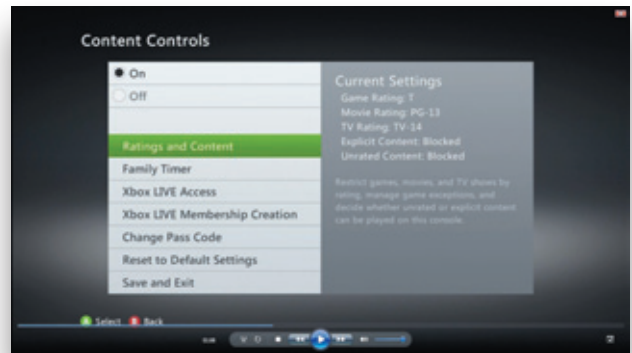 Content Controls
On
Off
Ratings and Content
Family Timer
Xbox LIVE Access
Xbox LIVE Membership Creation
Change Pass Code
Reset to Default Settings
Save and Exit
Current Settings
Game Rating: T
Movie Rating: PG-13
TV Rating: TV-14
Explicit Content: Blocked
Unrated Content: Blocked
Restrict games, movies, and TV shows by
rating, manage game exceptions, and
decide whether unrated or explicit content
can be played on this console.
A Select B Back